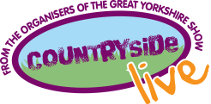 FROM THE ORGANISERS OF THE GREAT YORKSHIRE SHOW
COUNTRYSiDe
live